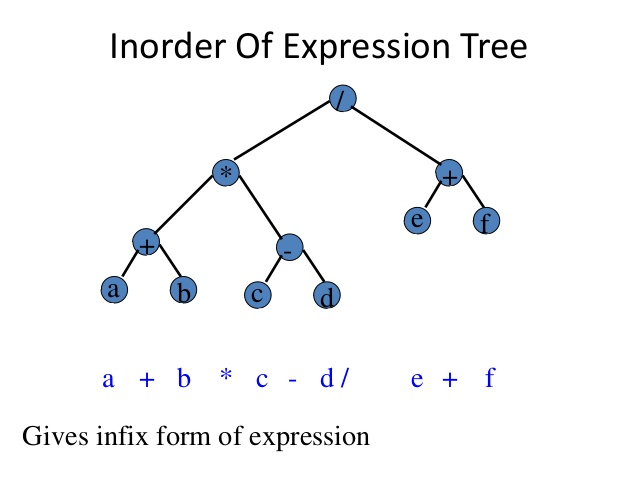 Inorder Of Expression Tree
/
* +
e f
+ -
a b c d
a + b * c - d / e + f
Gives infix form of expression